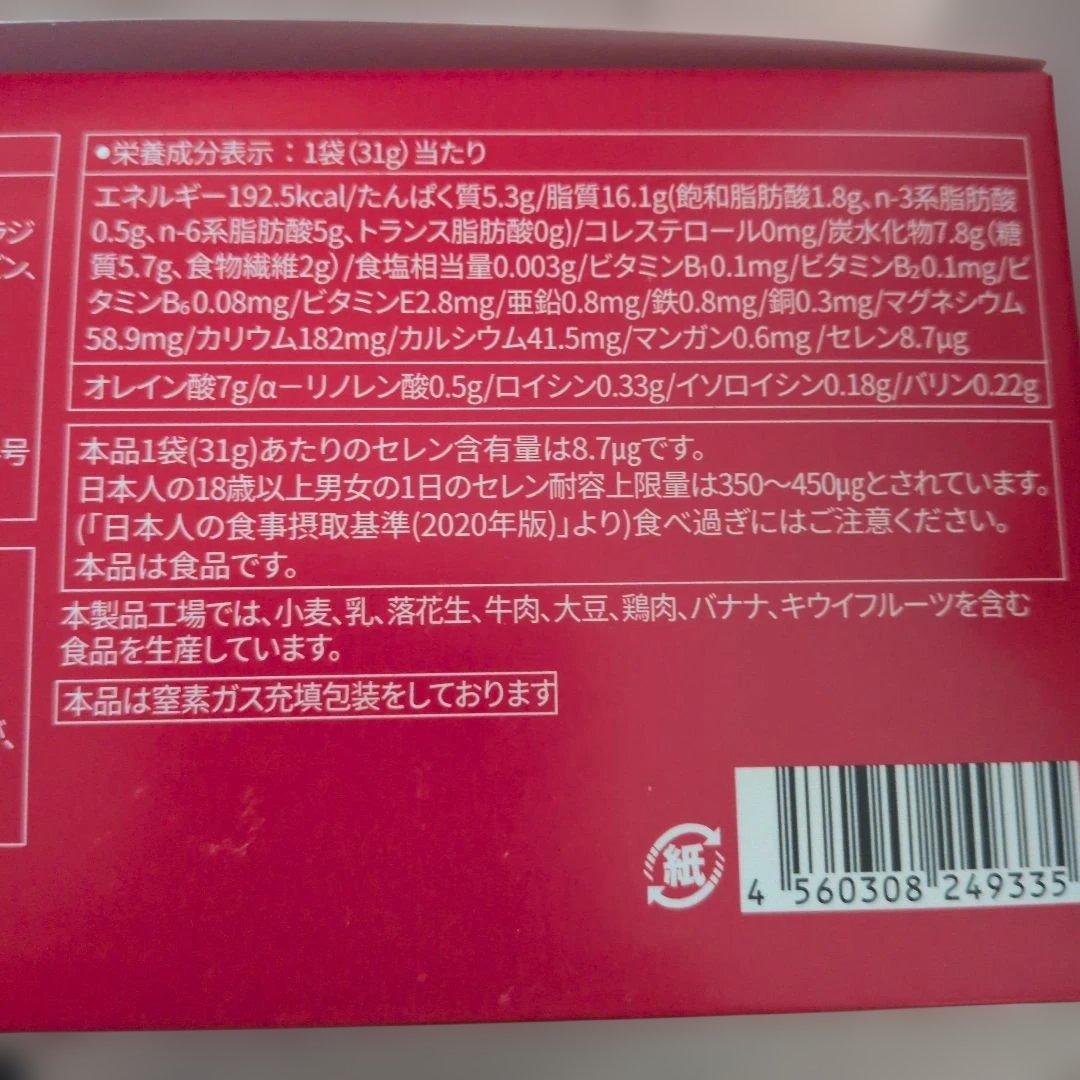 •栄養成分表示：1袋(31g)当たり
エネルギー192.5kcal/たんぱく質5.3g/脂質16.1g(飽和脂肪酸1.8g、n-3系脂肪酸
0.5g、n-6系脂肪酸5g、トランス脂肪酸0g)/コレステロール0mg/炭水化物7.8g(糖
質5.7g、食物繊維2g)/食塩相当量0.003g/ビタミンB₁0.1mg/ビタミンB₂0.1mg/ビ
タミンB₆0.08mg/ビタミンE2.8mg/亜鉛0.8mg/鉄0.8mg/銅0.3mg/マグネシウム
58.9mg/カリウム182mg/カルシウム41.5mg/マンガン0.6mg/セレン8.7μg
オレイン酸7g/α－リノレン酸0.5g/ロイシン0.33g/イソロイシン0.18g/バリン0.22g
本品1袋(31g)あたりのセレン含有量は8.7μgです。
日本人の18歳以上男女の1日のセレン耐容上限量は350～450μgとされています。
(「日本人の食事摂取基準(2020年版)」より)食べ過ぎにはご注意ください。
本品は食品です。
本製品工場では、小麦、乳、落花生、牛肉、大豆、鶏肉、バナナ、キウイフルーツを含む
食品を生産しています。
本品は窒素ガス充填包装をしております
紙
4 560308 249335
ラジ
ン、
号